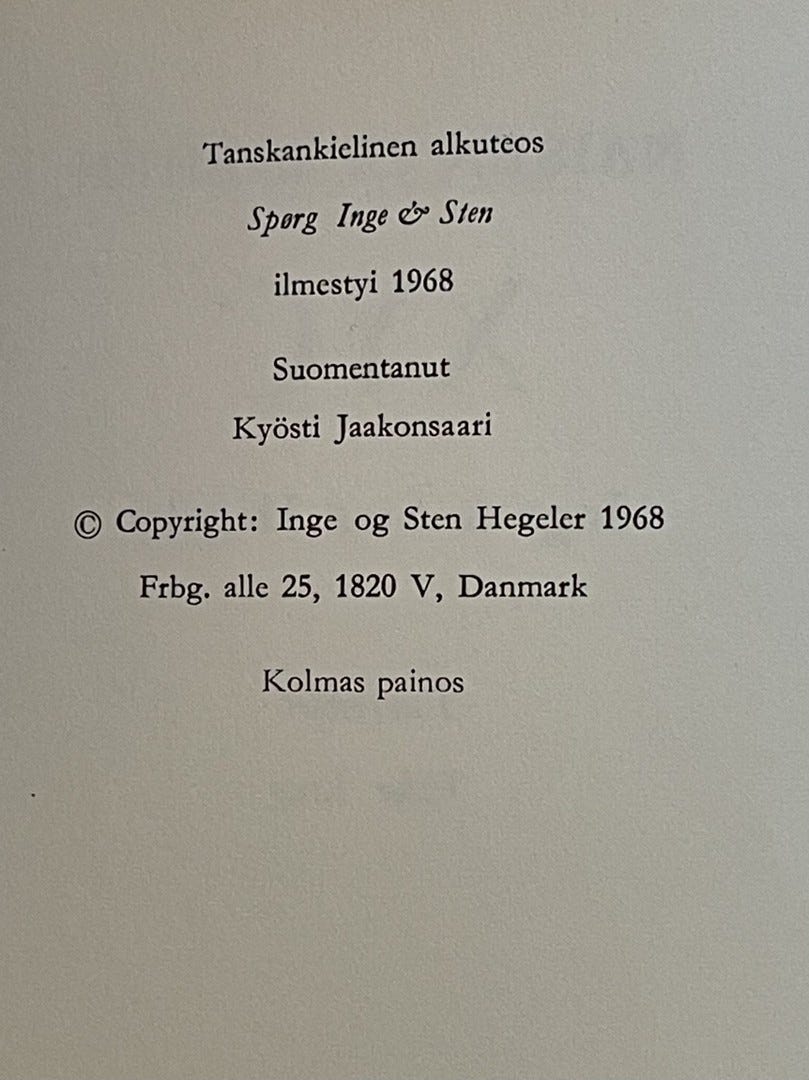 Tanskankielinen alkuteos
Spørg Inge & Sten
ilmestyi 1968
Suomentanut
Kyösti Jaakonsaari
© Copyright: Inge og Sten Hegeler 1968
Frbg. alle 25, 1820 V, Danmark
Kolmas painos